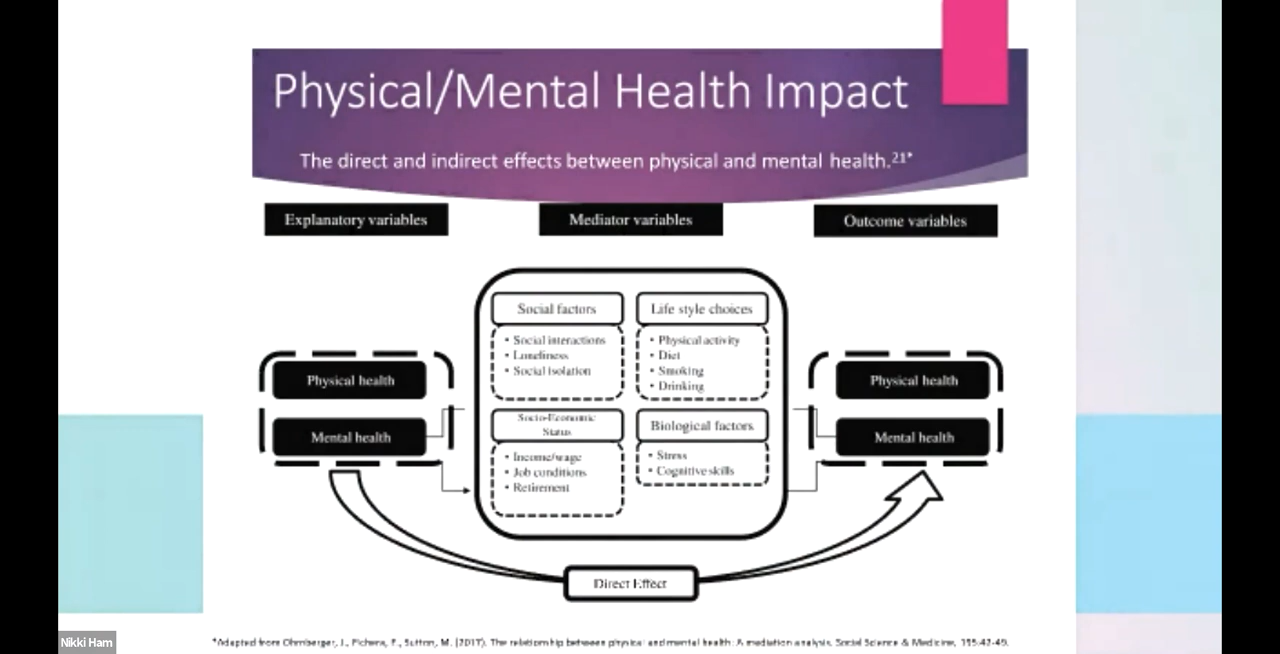 Physical/Mental Health Impact
The direct and indirect effects between physical and mental health.21*
Explanatory variables
Mediator variables
Outcome variables
Social factors
• Social interactions
• Loneliness
• Social isolation
Life style choices
• Physical activity
• Diet
• Smoking
• Drinking
Socio-Economic
Status
• Income/wage
• Job conditions
• Retirement
Biological factors
• Stress
• Cognitive skills
Physical health
Mental health
Physical health
Mental health
Direct Effect
*Adapted from Ohrnberger, J., Fichera, E., Sutton, M. (2017). The relationship between physical and mental health: A mediation analysis. Social Science & Medicine, 195:42-49.
Nikki Ham